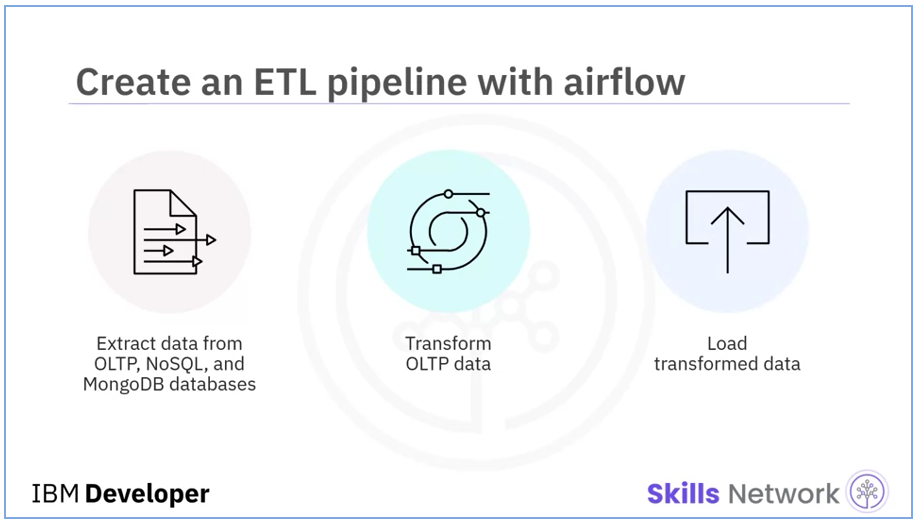 Create an ETL pipeline with airflow
Extract data from
OLTP, NoSQL, and
MongoDB databases
Transform
OLTP data
Load
transformed data
IBM Developer
Skills Network